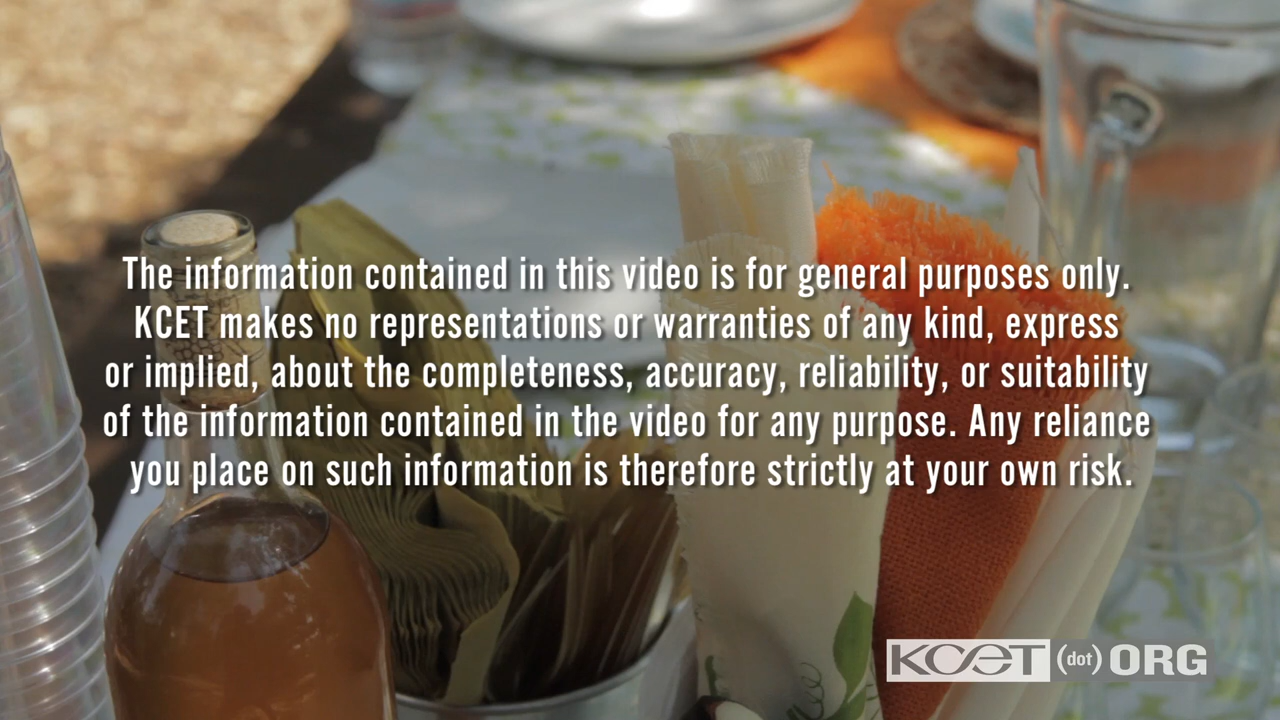 The information contained in this video is for general purposes only.
KCET makes no representations or warranties of any kind, express
or implied, about the completeness, accuracy, reliability, or suitability
of the information contained in the video for any purpose. Any reliance
you place on such information is therefore strictly at your own risk.
KCET (dot) ORG